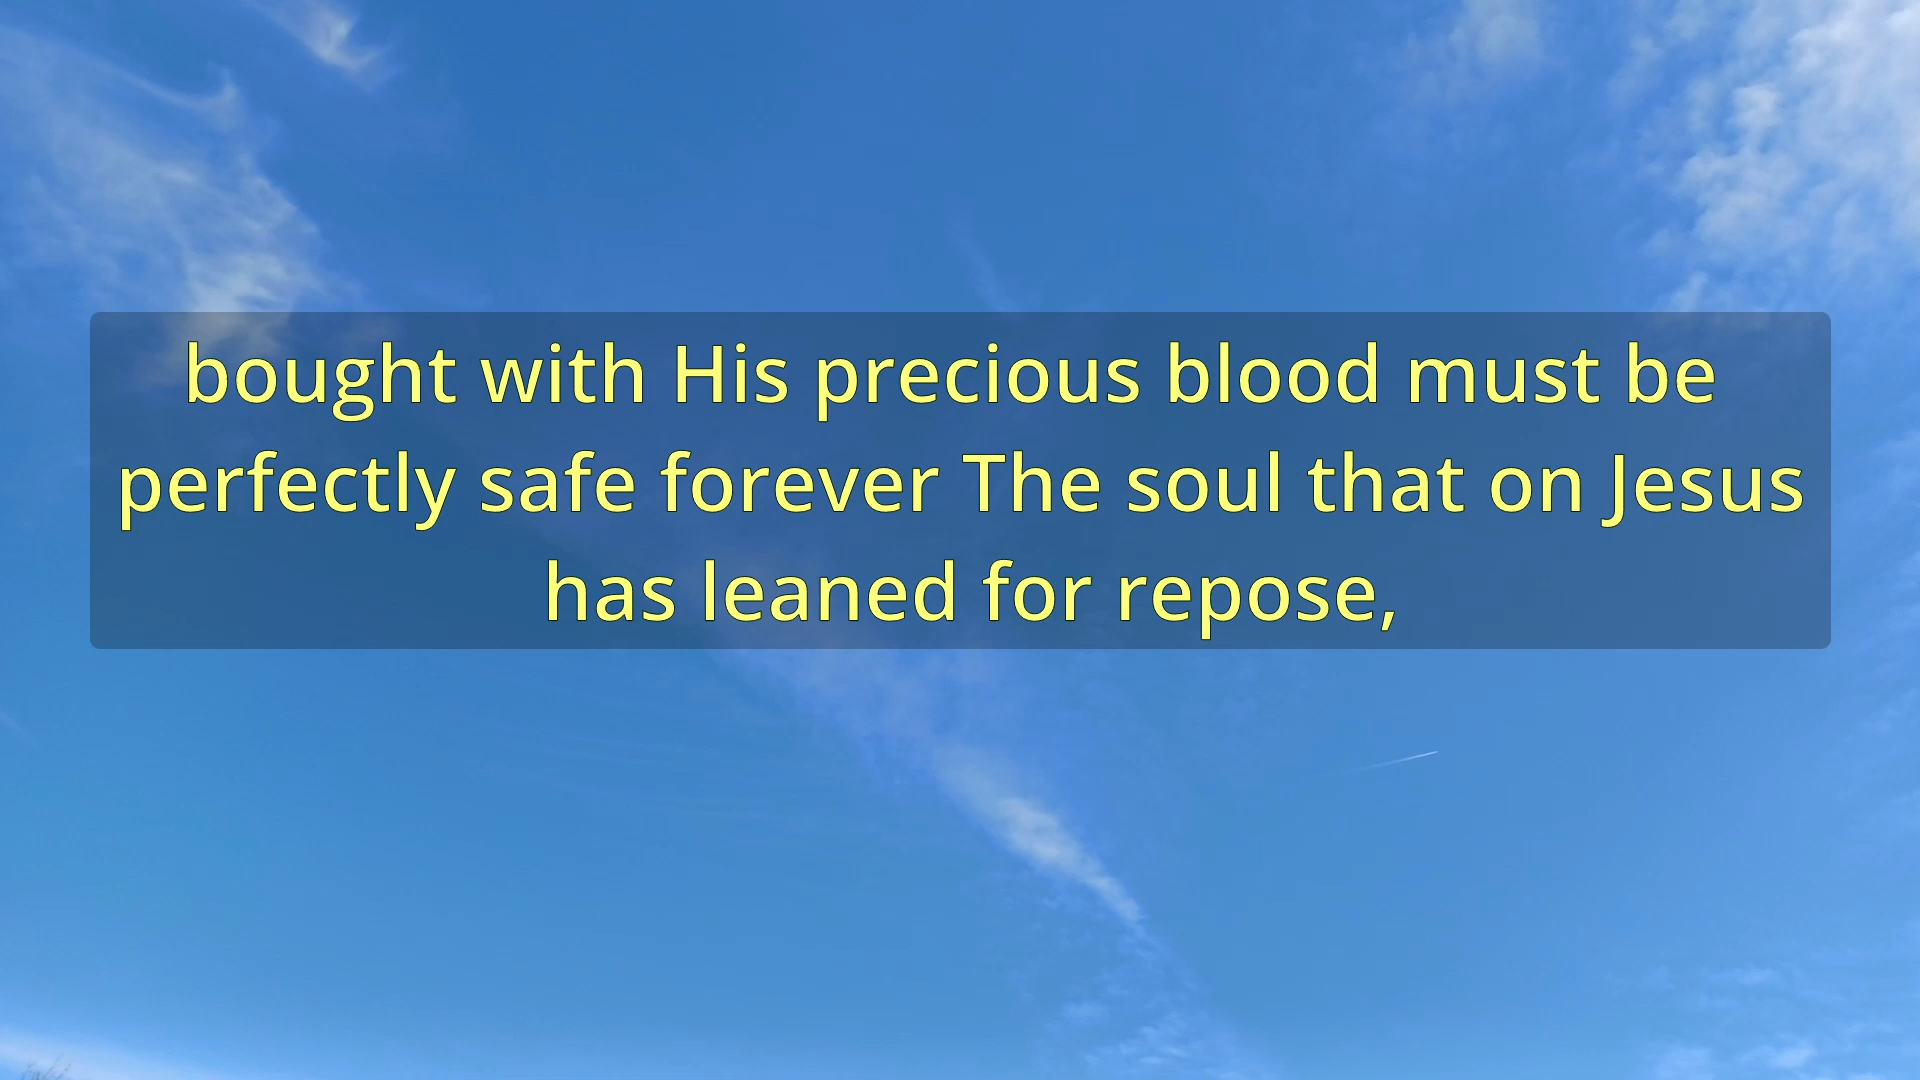 bought with His precious blood must be
perfectly safe forever The soul that on Jesus
has leaned for repose,